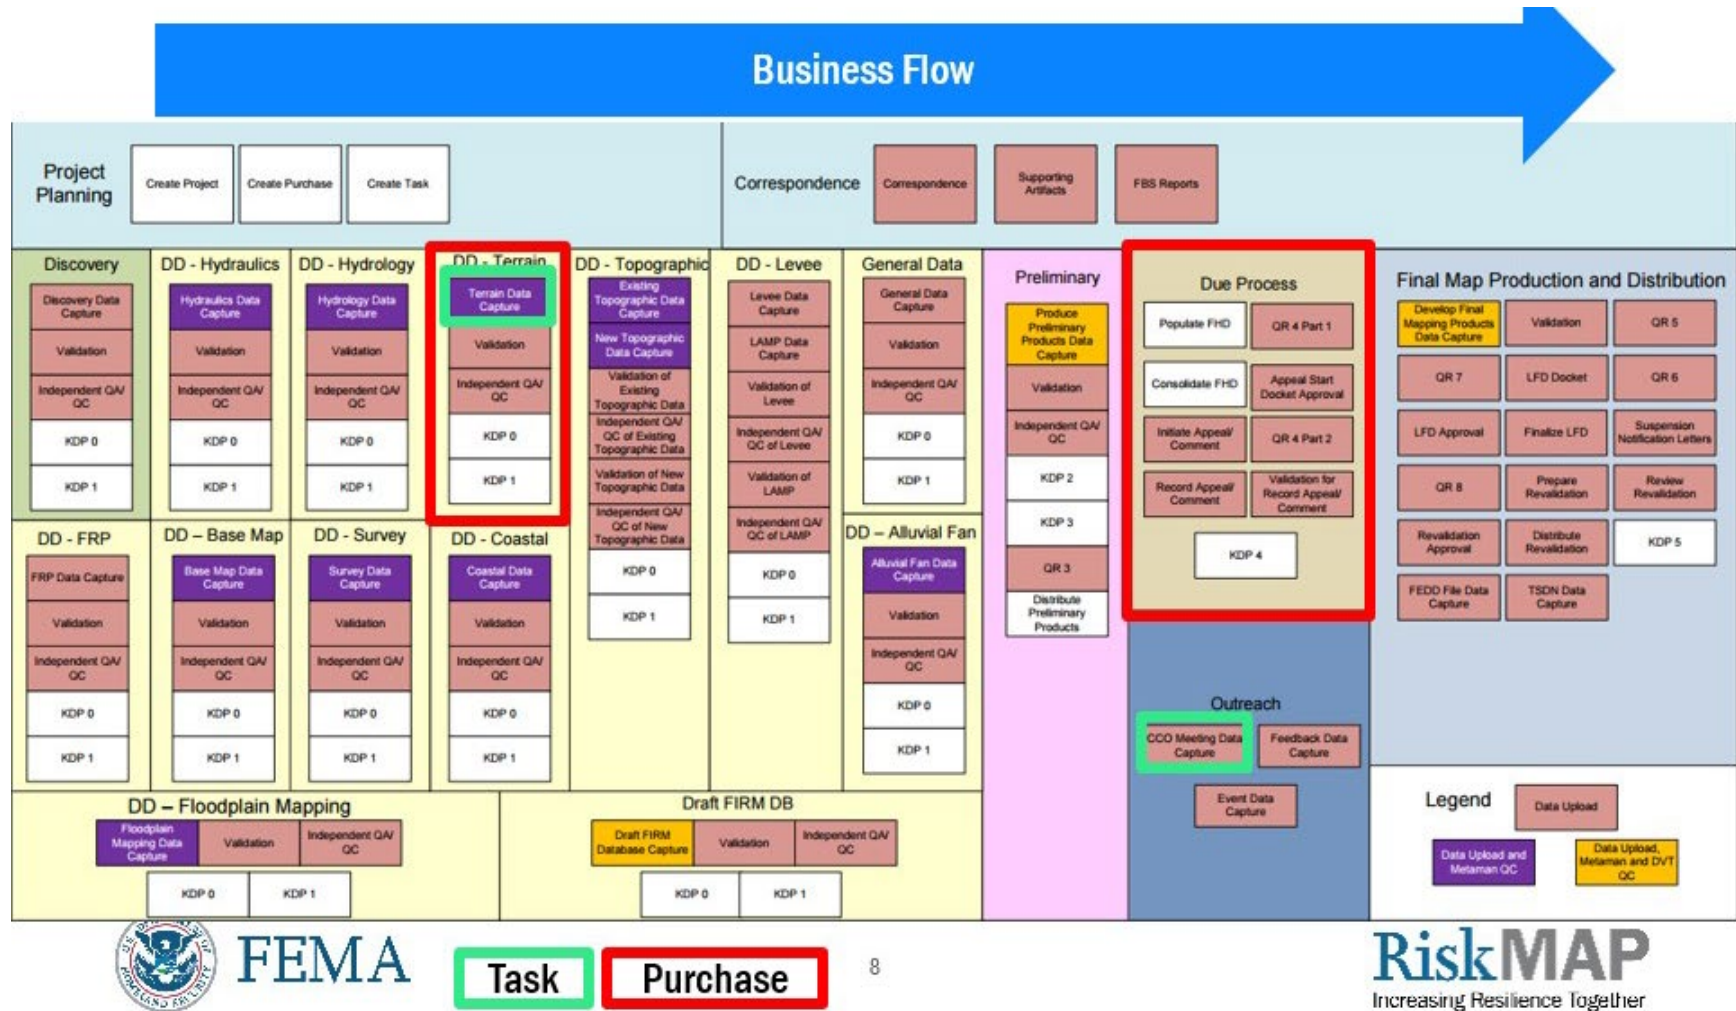 Business Flow
Project
Planning
Create Project
Create Purchase
Create Task
Correspondence
Correspondence
Supporting
Artifacts
FBS Reports
Discovery
Discovery Data
Capture
Validation
Independent QA/
QC
KDP 0
KDP 1
DD - Hydraulics
Hydraulics Data
Capture
Validation
Independent QA/
QC
KDP 0
KDP 1
DD - Hydrology
Hydrology Data
Capture
Validation
Independent QA/
QC
KDP 0
KDP 1
DD - Terrain
Terrain Data
Capture
Validation
Independent QA/
QC
KDP 0
KDP 1
DD - Topographic
Existing
Topographic Data
Capture
New Topographic
Data Capture
Validation of
Existing
Topographic Data
Independent QA/
QC of Existing
Topographic Data
Validation of New
Topographic Data
Independent QA/
QC of New
Topographic Data
KDP 0
KDP 1
DD - Levee
Levee Data
Capture
LAMP Data
Capture
Validation of
Levee
Independent QA/
QC of Levee
Validation of
LAMP
Independent QA/
QC of LAMP
KDP 0
KDP 1
General Data
General Data
Capture
Validation
Independent QA/
QC
KDP 0
KDP 1
DD – Alluvial Fan
Alluvial Fan Data
Capture
Validation
Independent QA/
QC
KDP 0
KDP 1
DD - FRP
FRP Data Capture
Validation
Independent QA/
QC
KDP 0
KDP 1
DD – Base Map
Base Map Data
Capture
Validation
Independent QA/
QC
KDP 0
KDP 1
DD - Survey
Survey Data
Capture
Validation
Independent QA/
QC
KDP 0
KDP 1
DD - Coastal
Coastal Data
Capture
Validation
Independent QA/
QC
KDP 0
KDP 1
DD – Floodplain Mapping
Floodplain
Mapping Data
Capture
Validation
Independent QA/
QC
KDP 0
KDP 1
Draft FIRM DB
Draft FIRM
Database Capture
Validation
Independent QA/
QC
KDP 0
KDP 1
Preliminary
Produce
Preliminary
Products Data
Capture
Validation
Independent QA/
QC
KDP 2
KDP 3
QR 3
Distribute
Preliminary
Products
Due Process
Populate FHD
QR 4 Part 1
Consolidate FHD
Appeal Start
Docket Approval
Initiate Appeal/
Comment
QR 4 Part 2
Record Appeal/
Comment
Validation for
Record Appeal/
Comment
KDP 4
Outreach
CCO Meeting Data
Capture
Feedback Data
Capture
Event Data
Capture
Final Map Production and Distribution
Develop Final
Mapping Products
Data Capture
Validation
QR 5
QR 7
LFD Docket
QR 6
LFD Approval
Finalize LFD
Suspension
Notification Letters
QR 8
Prepare
Revalidation
Review
Revalidation
Revalidation
Approval
Distribute
Revalidation
KDP 5
FEDD File Data
Capture
TSDN Data
Capture
Legend
Data Upload
Data Upload and
Metaman QC
Data Upload,
Metaman and DVT
QC
FEMA
Task
Purchase
8
RiskMAP
Increasing Resilience Together